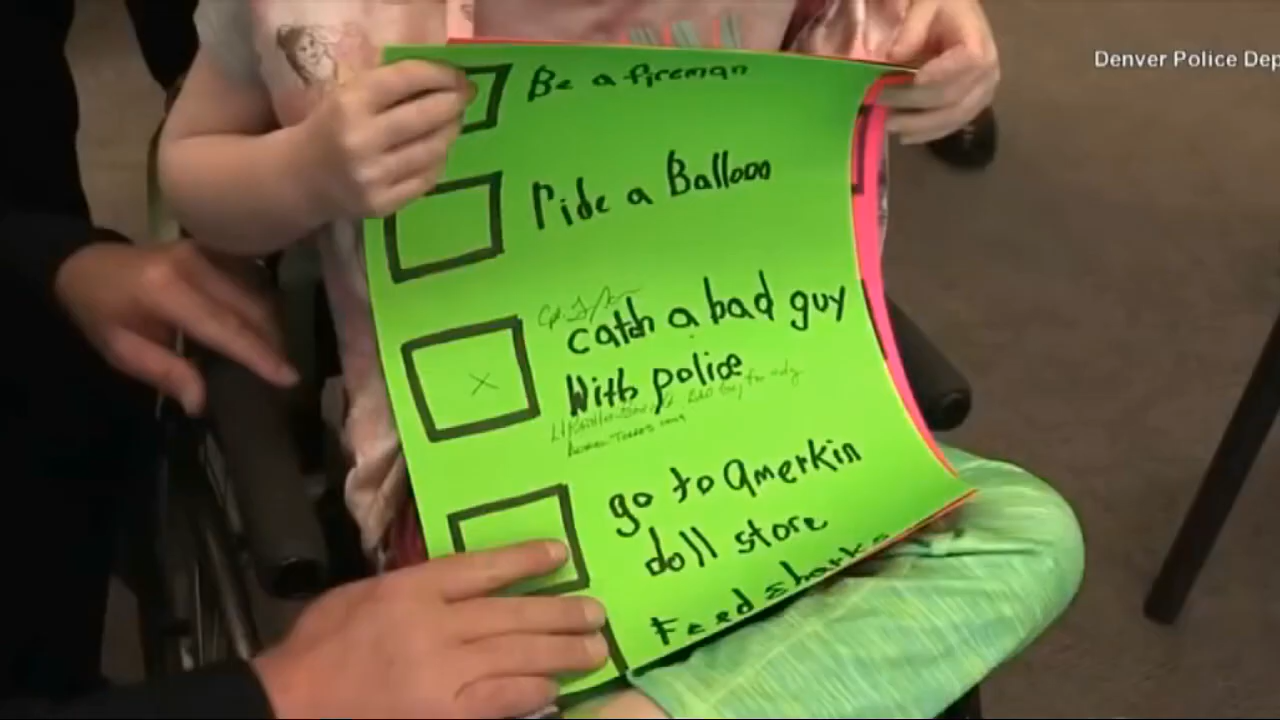 Denver Police Dep
Be a fireman
ride a Balloon
catch a bad guy
With police
go to amerkin
doll store
Feed sharks